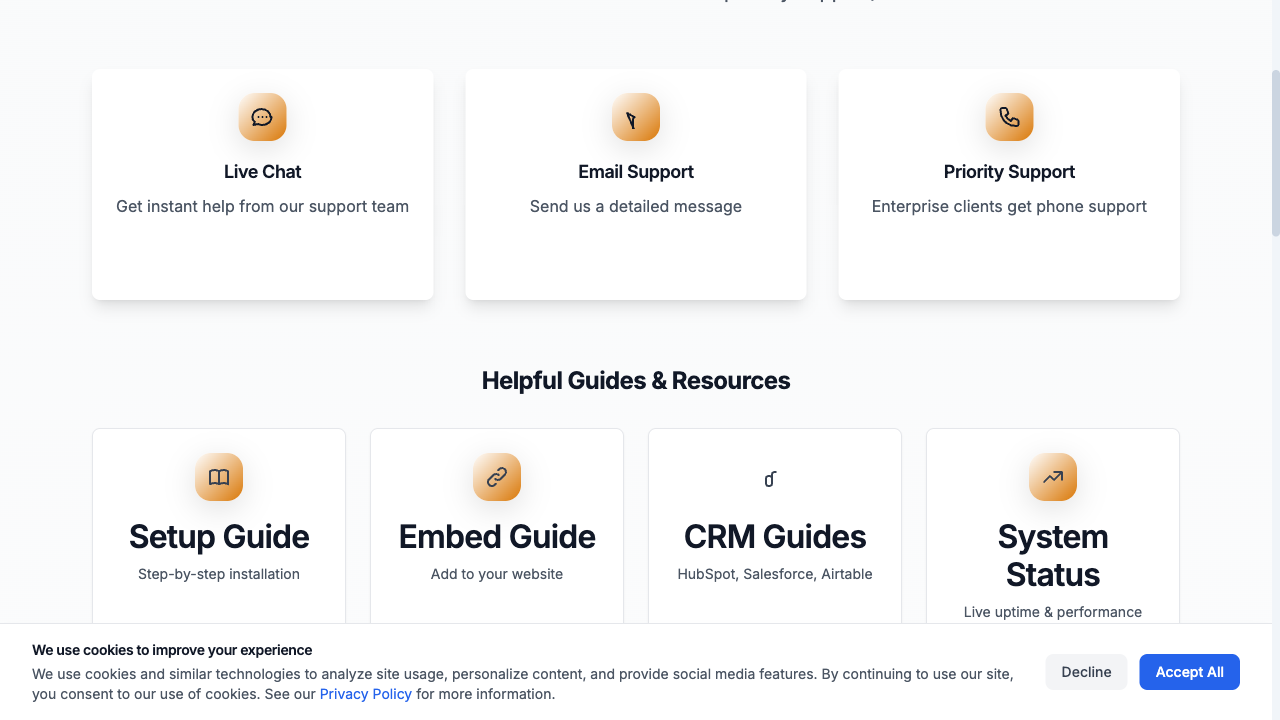 Live Chat
Get instant help from our support team
Email Support
Send us a detailed message
Priority Support
Enterprise clients get phone support
Helpful Guides & Resources
Setup Guide
Step-by-step installation
Embed Guide
Add to your website
CRM Guides
HubSpot, Salesforce, Airtable
System
Status
Live uptime & performance
We use cookies to improve your experience
We use cookies and similar technologies to analyze site usage, personalize content, and provide social media features. By continuing to use our site,
you consent to our use of cookies. See our Privacy Policy for more information.
Decline
Accept All